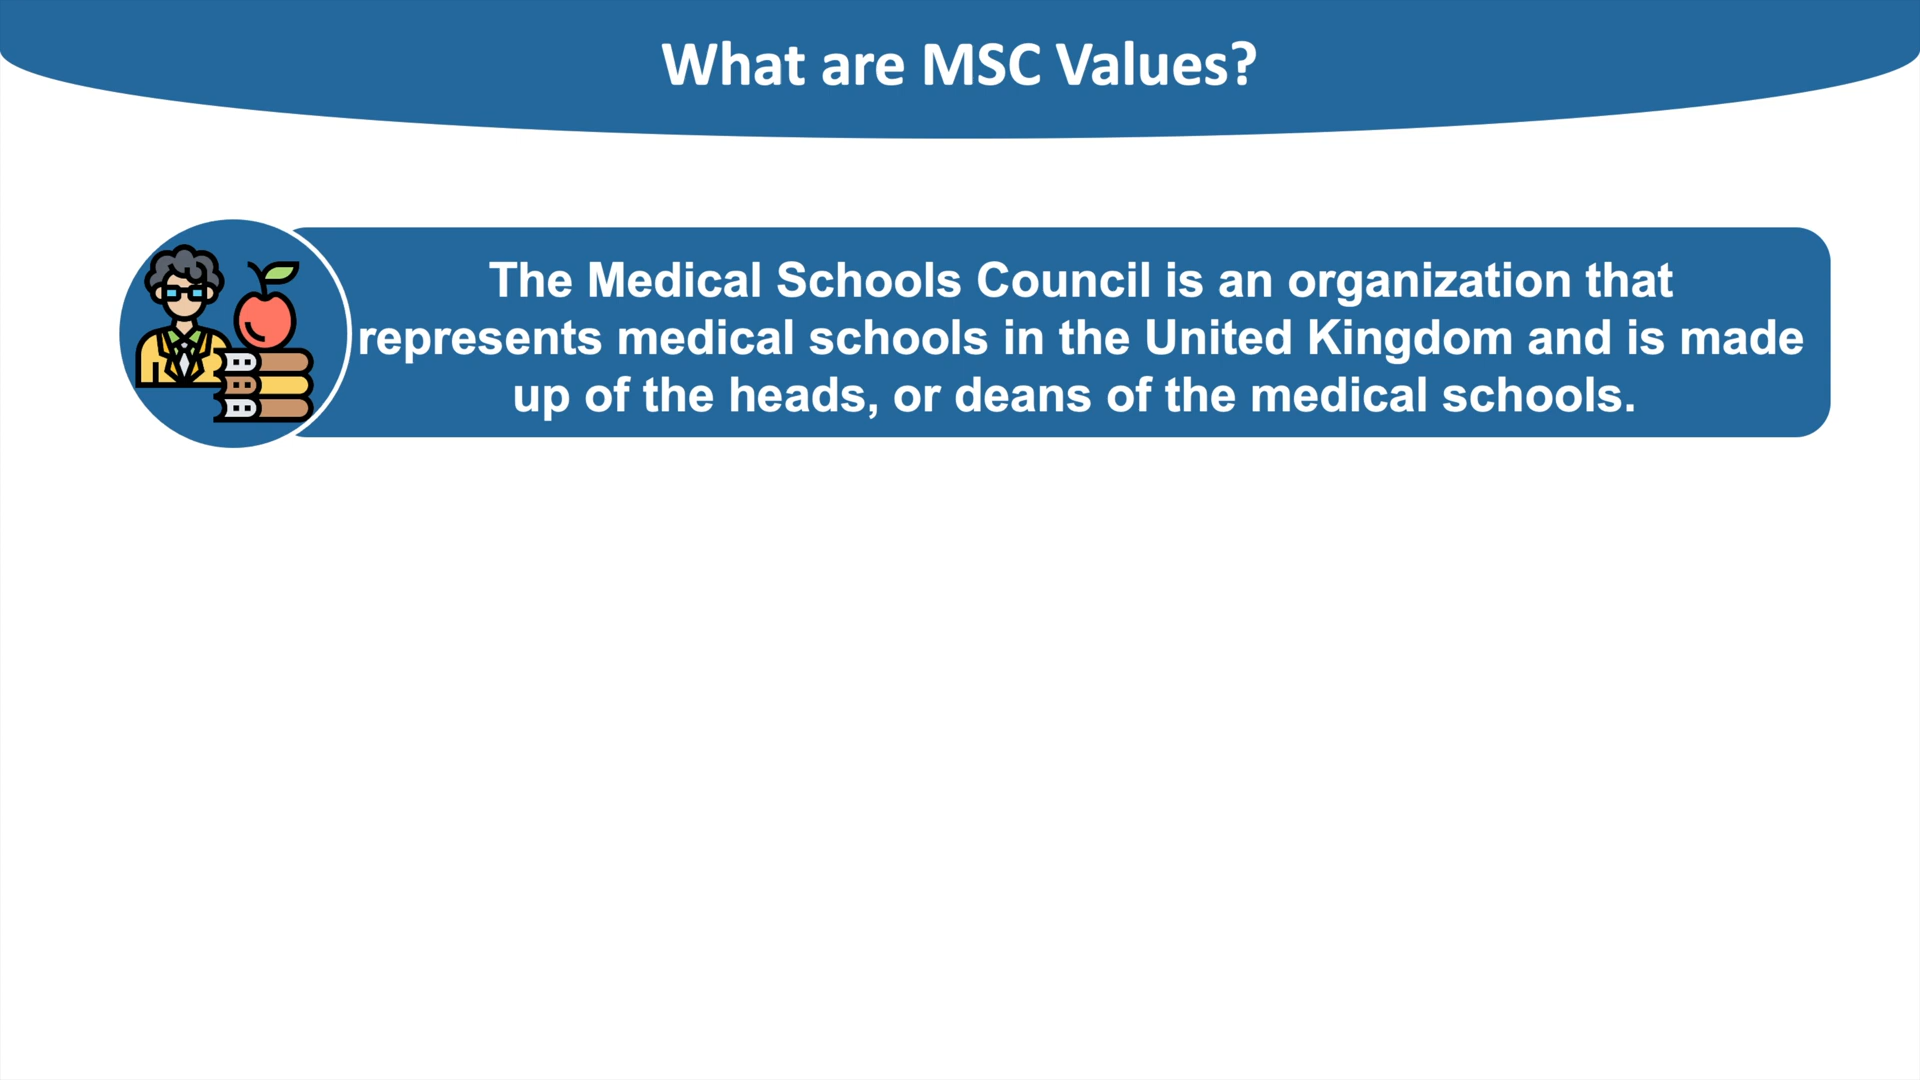 What are MSC Values?
The Medical Schools Council is an organization that
represents medical schools in the United Kingdom and is made
up of the heads, or deans of the medical schools.